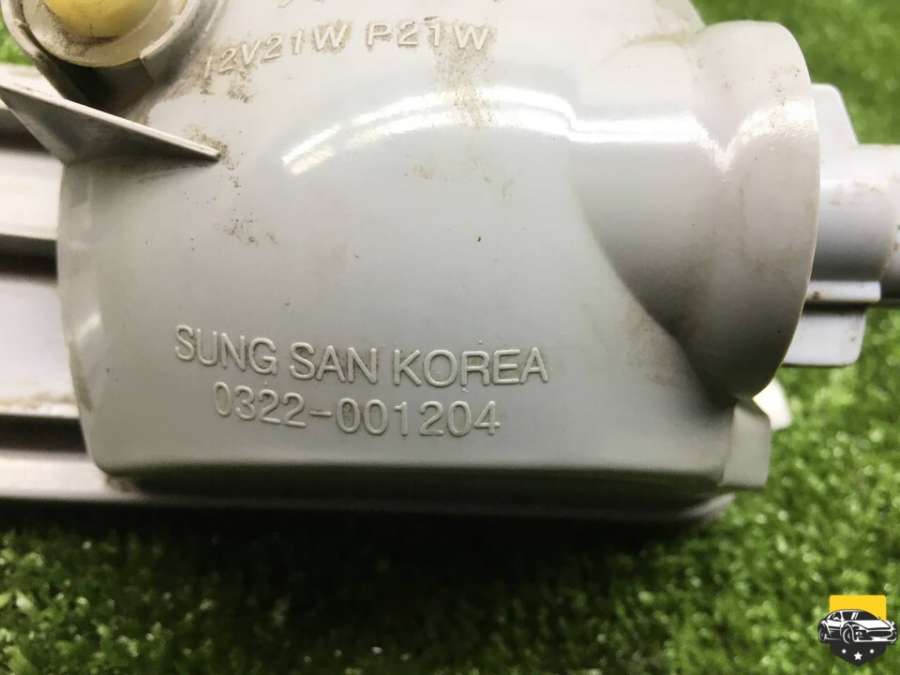 12V21W P21W
SUNG SAN KOREA
0322-001204